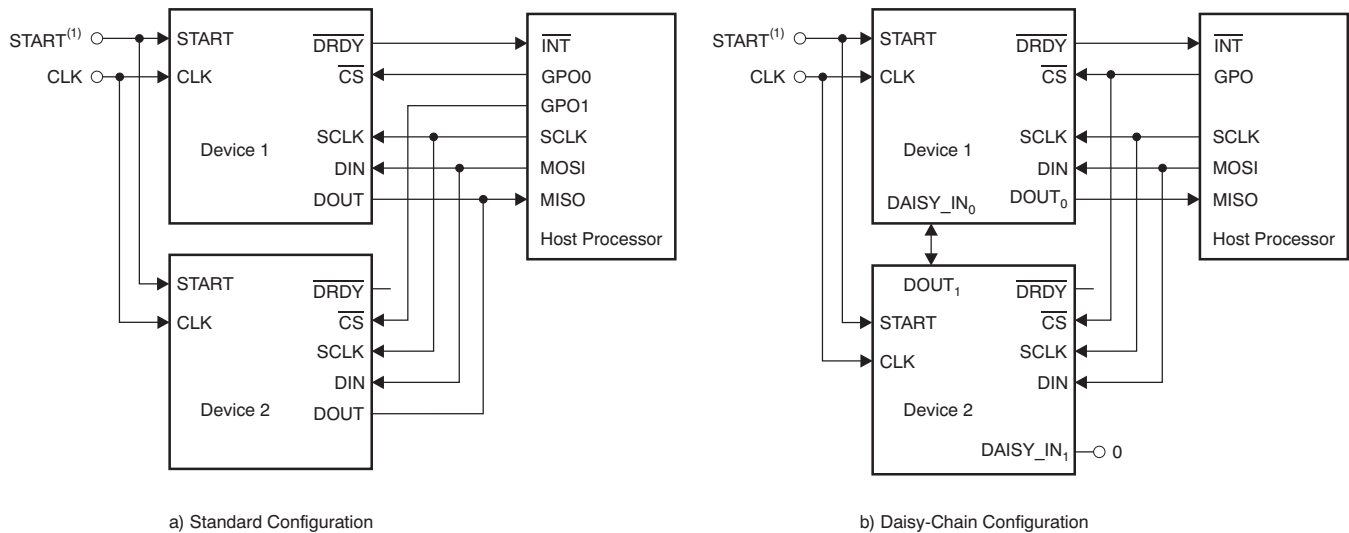 START(1)
CLK
START
CLK
Device 1
DRDY
CS
SCLK
DIN
DOUT
INT
GPO0
GPO1
SCLK
MOSI
MISO
Host Processor
START
CLK
Device 2
DRDY
CS
SCLK
DIN
DOUT
a) Standard Configuration
START(1)
CLK
START
CLK
Device 1
DAISY_IN0
DRDY
CS
SCLK
DIN
DOUT0
INT
GPO
SCLK
MOSI
MISO
Host Processor
DOUT1
START
CLK
Device 2
DRDY
CS
SCLK
DIN
DAISY_IN1
0
b) Daisy-Chain Configuration